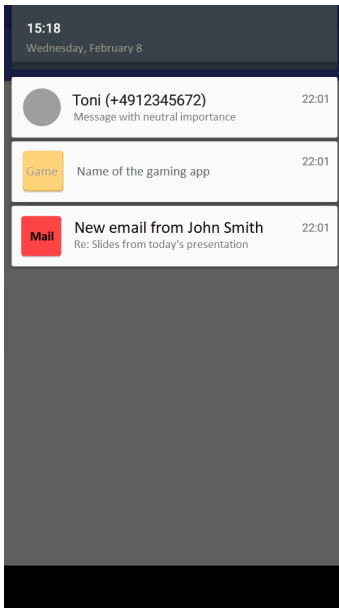 15:18
Wednesday, February 8
Toni (+4912345672)
22:01
Message with neutral importance
Game
Name of the gaming app
22:01
Mail
New email from John Smith
22:01
Re: Slides from today's presentation